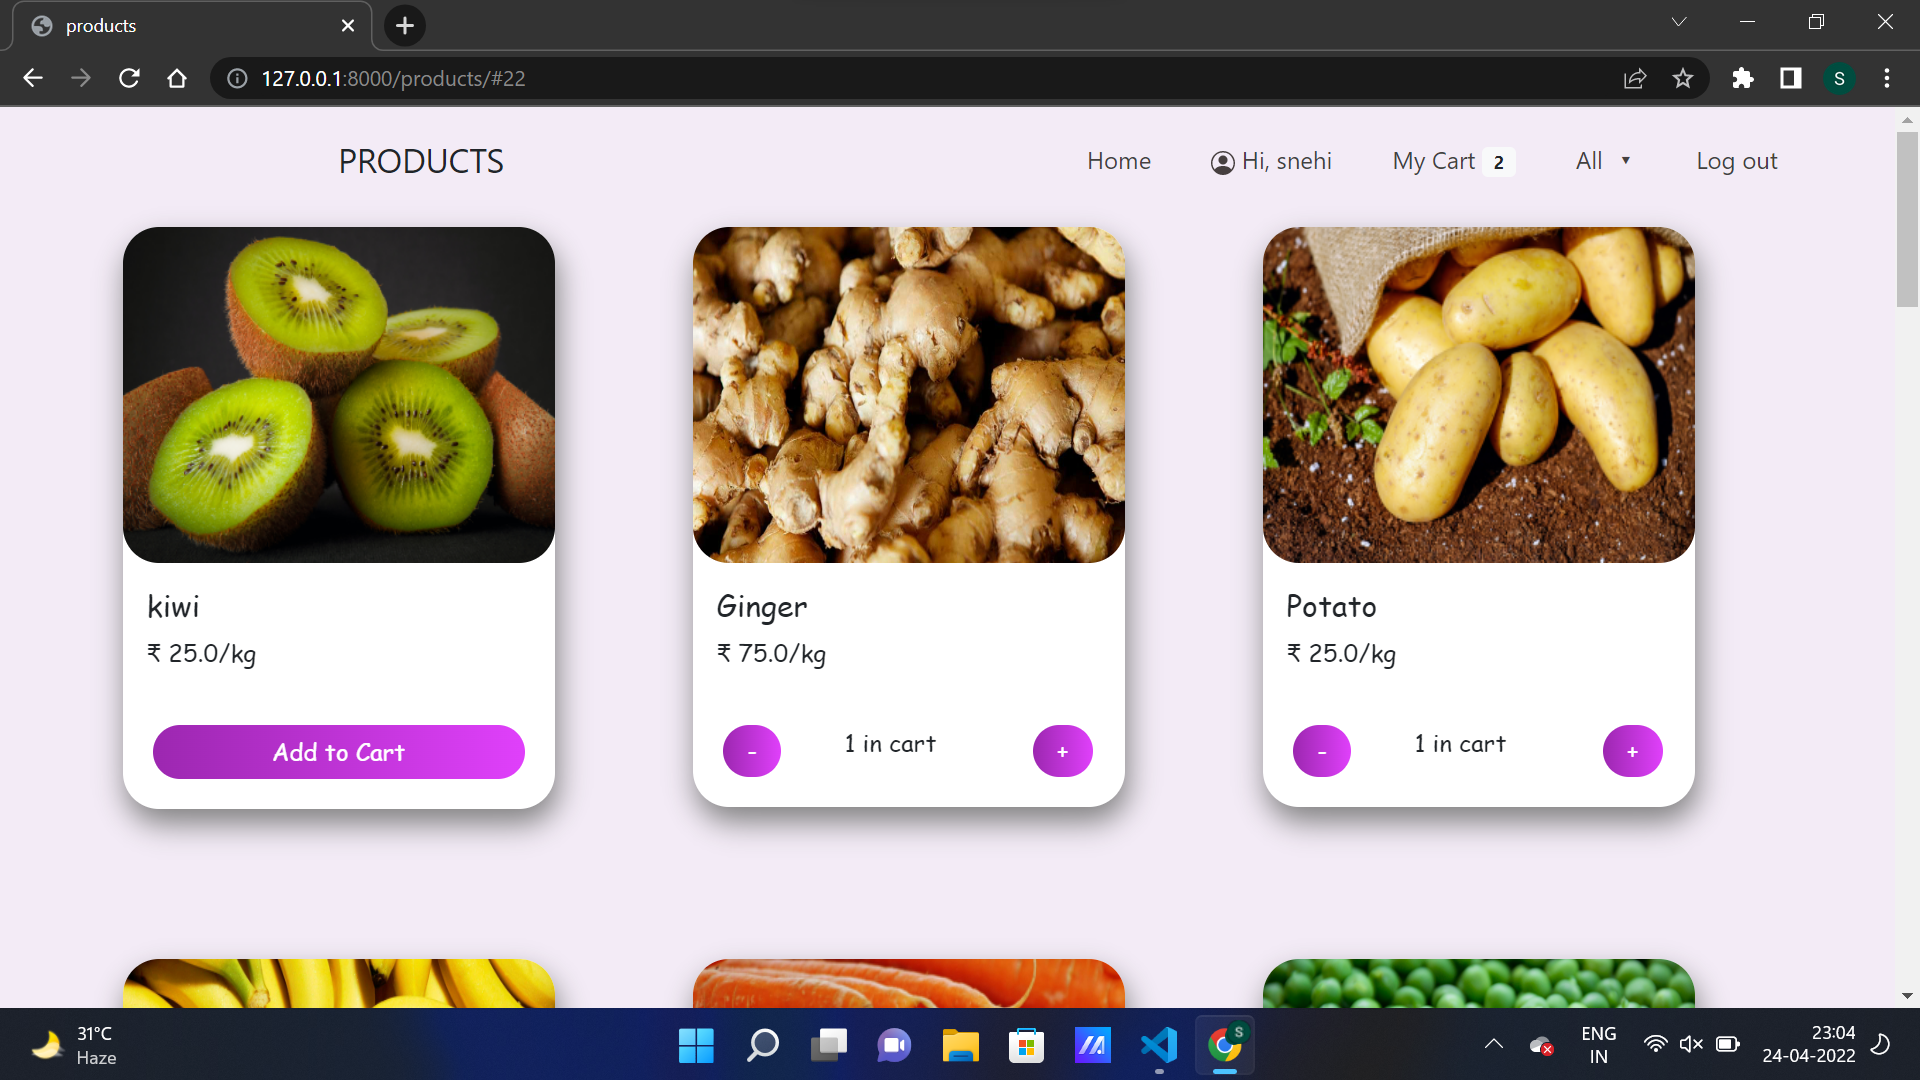 products
127.0.0.1:8000/products/#22
S
PRODUCTS
Home
Hi, snehi
My Cart 2
All
Log out
kiwi
₹ 25.0/kg
Add to Cart
Ginger
₹ 75.0/kg
- 1 in cart +
Potato
₹ 25.0/kg
- 1 in cart +
31°C
Haze
S
ENG
IN
23:04
24-04-2022